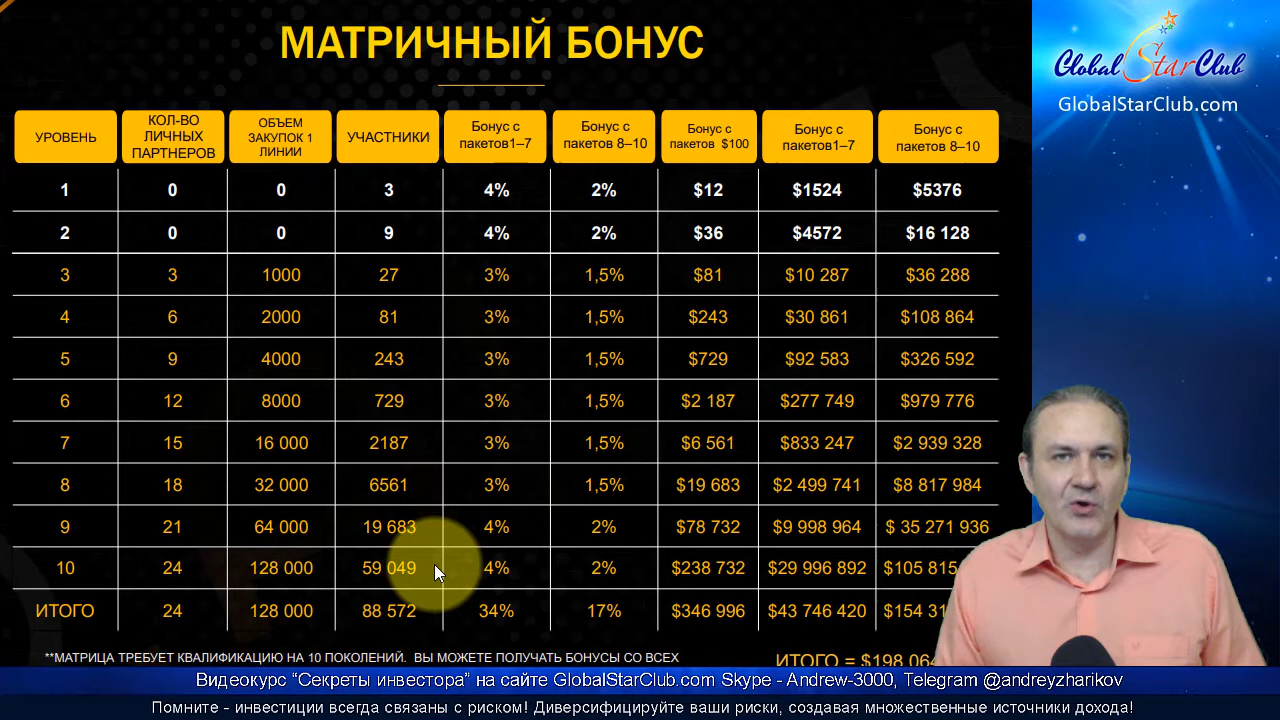 МАТРИЧНЫЙ БОНУС
Global Star Club
GlobalStarClub.com
УРОВЕНЬ КОЛ-ВО ЛИЧНЫХ ПАРТНЕРОВ ОБЪЕМ ЗАКУПОК 1 ЛИНИИ УЧАСТНИКИ Бонус с пакетов1–7 Бонус с пакетов 8–10 Бонус с пакетов $100 Бонус с пакетов1–7 Бонус с пакетов 8–10
1 0 0 3 4% 2% $12 $1524 $5376
2 0 0 9 4% 2% $36 $4572 $16 128
3 3 1000 27 3% 1,5% $81 $10 287 $36 288
4 6 2000 81 3% 1,5% $243 $30 861 $108 864
5 9 4000 243 3% 1,5% $729 $92 583 $326 592
6 12 8000 729 3% 1,5% $2 187 $277 749 $979 776
7 15 16 000 2187 3% 1,5% $6 561 $833 247 $2 939 328
8 18 32 000 6561 3% 1,5% $19 683 $2 499 741 $8 817 984
9 21 64 000 19 683 4% 2% $78 732 $9 998 964 $ 35 271 936
10 24 128 000 59 049 4% 2% $238 732 $29 996 892 $105 815
ИТОГО 24 128 000 88 572 34% 17% $346 996 $43 746 420 $154 31
**МАТРИЦА ТРЕБУЕТ КВАЛИФИКАЦИЮ НА 10 ПОКОЛЕНИЙ. ВЫ МОЖЕТЕ ПОЛУЧАТЬ БОНУСЫ СО ВСЕХ
ИТОГО = $198 064
Видеокурс “Секреты инвестора” на сайте GlobalStarClub.com Skype - Andrew-3000, Telegram @andreyzharikov
Помните - инвестиции всегда связаны с риском! Диверсифицируйте ваши риски, создавая множественные источники дохода!